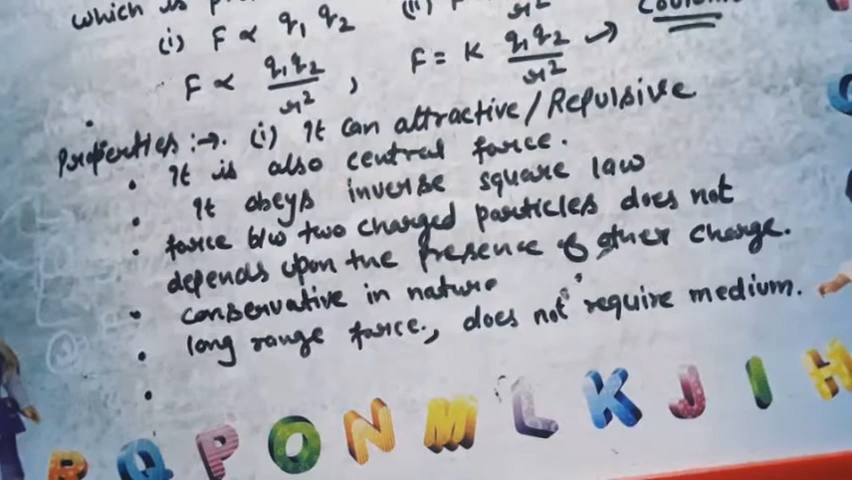 which is
(i) F ∝ q₁ q₂ (ii)
F ∝ q₁q₂/r² , F = K q₁q₂/r² →
Properties :→. (i) It can attractive/Repulsive
• It is also central force.
• It obeys inverse square law
• force b/w two charged particles does not
depends upon the presence of other charge.
• conservative in nature
• long range force., does not require medium.
•
R Q P O N M L K J I H